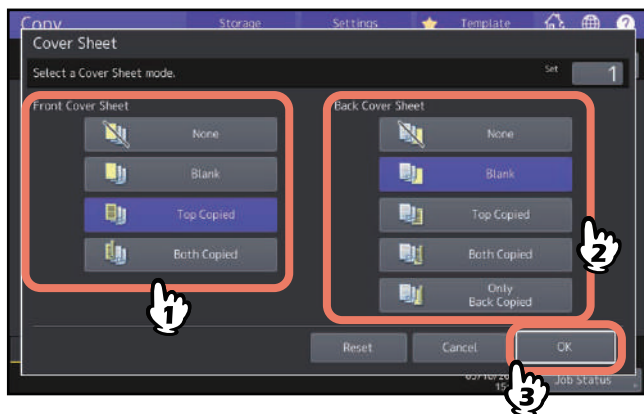 Copy Storage Settings Template
Cover Sheet
Select a Cover Sheet mode. Set 1
Front Cover Sheet Back Cover Sheet
None None
Blank Blank
Top Copied Top Copied
Both Copied Both Copied
Only
Back Copied
1
2
Reset Cancel OK
3
Job Status